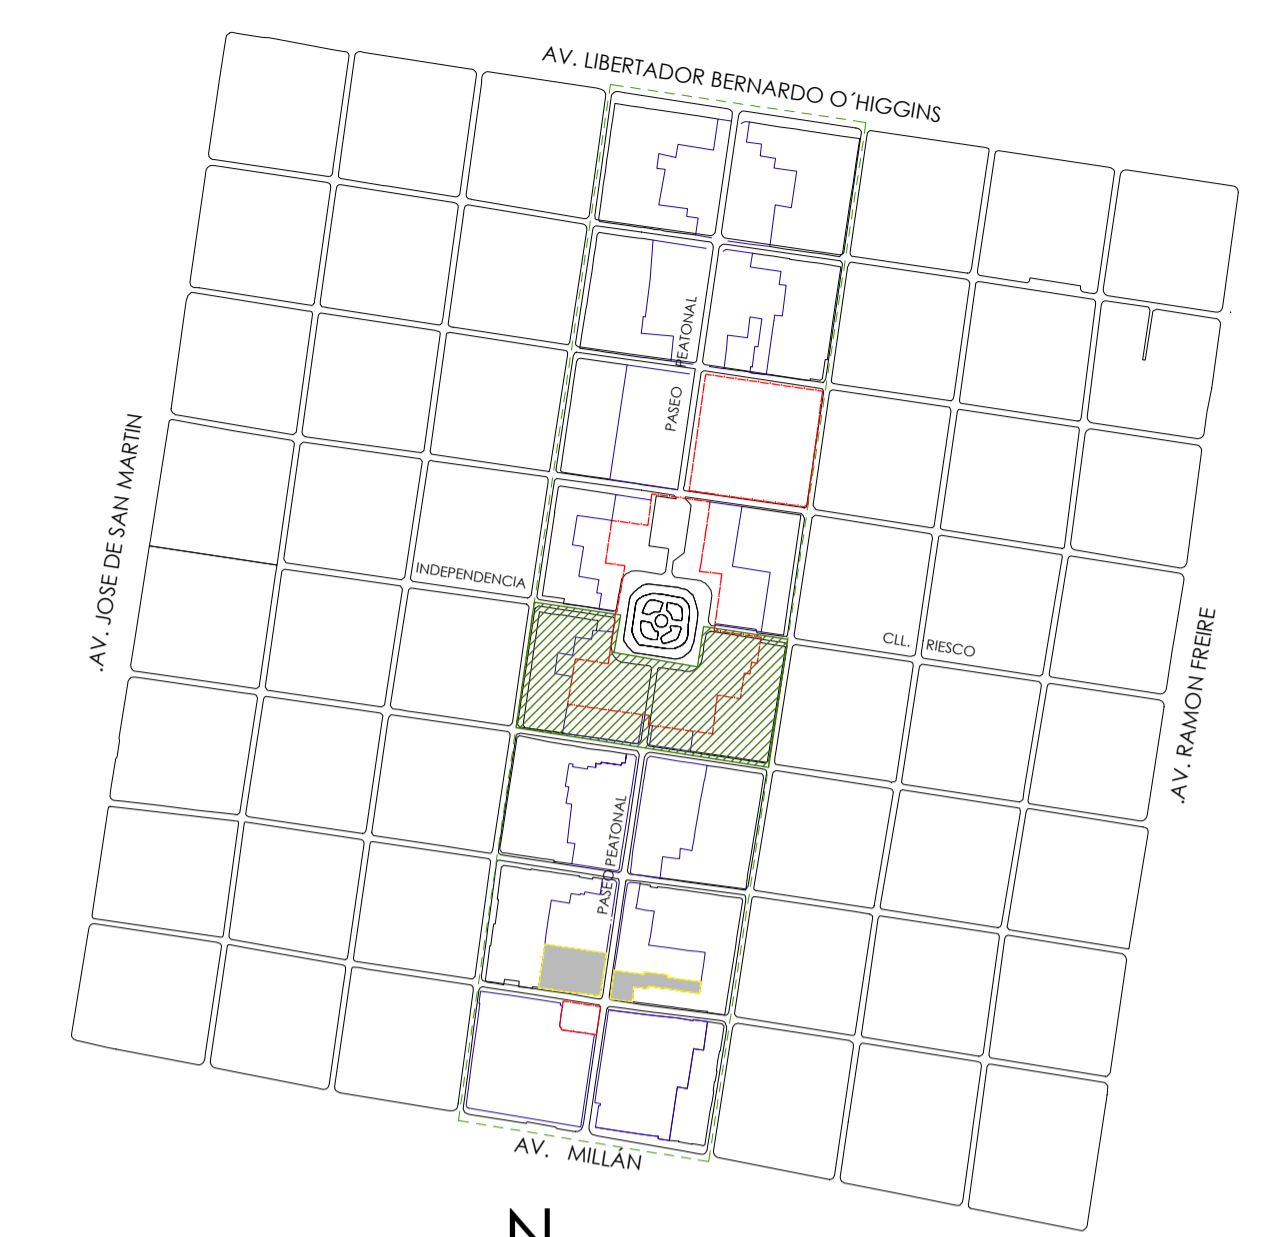 AV. LIBERTADOR BERNARDO O´HIGGINS
PASEO PEATONAL
.AV. JOSE DE SAN MARTIN
INDEPENDENCIA
CLL. RIESCO
.AV. RAMON FREIRE
PASEO PEATONAL
AV. MILLÁN
N